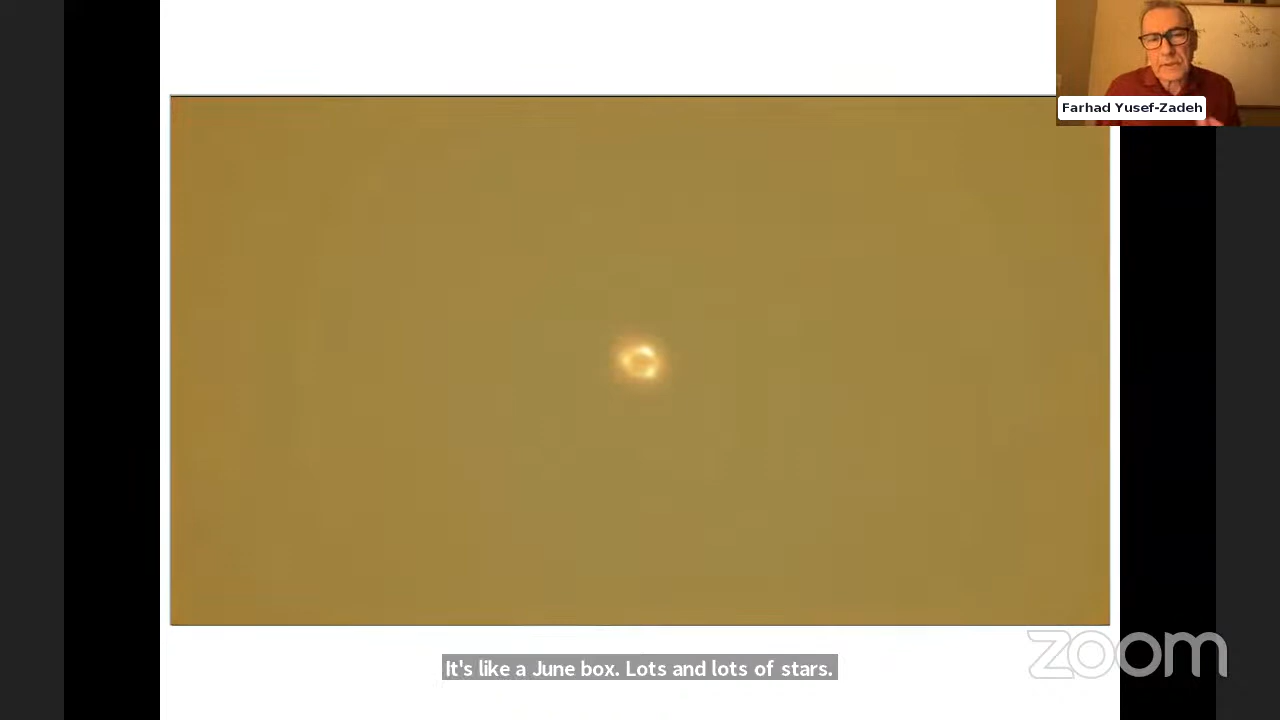 Farhad Yusef-Zadeh
It's like a June box. Lots and lots of stars.
zoom